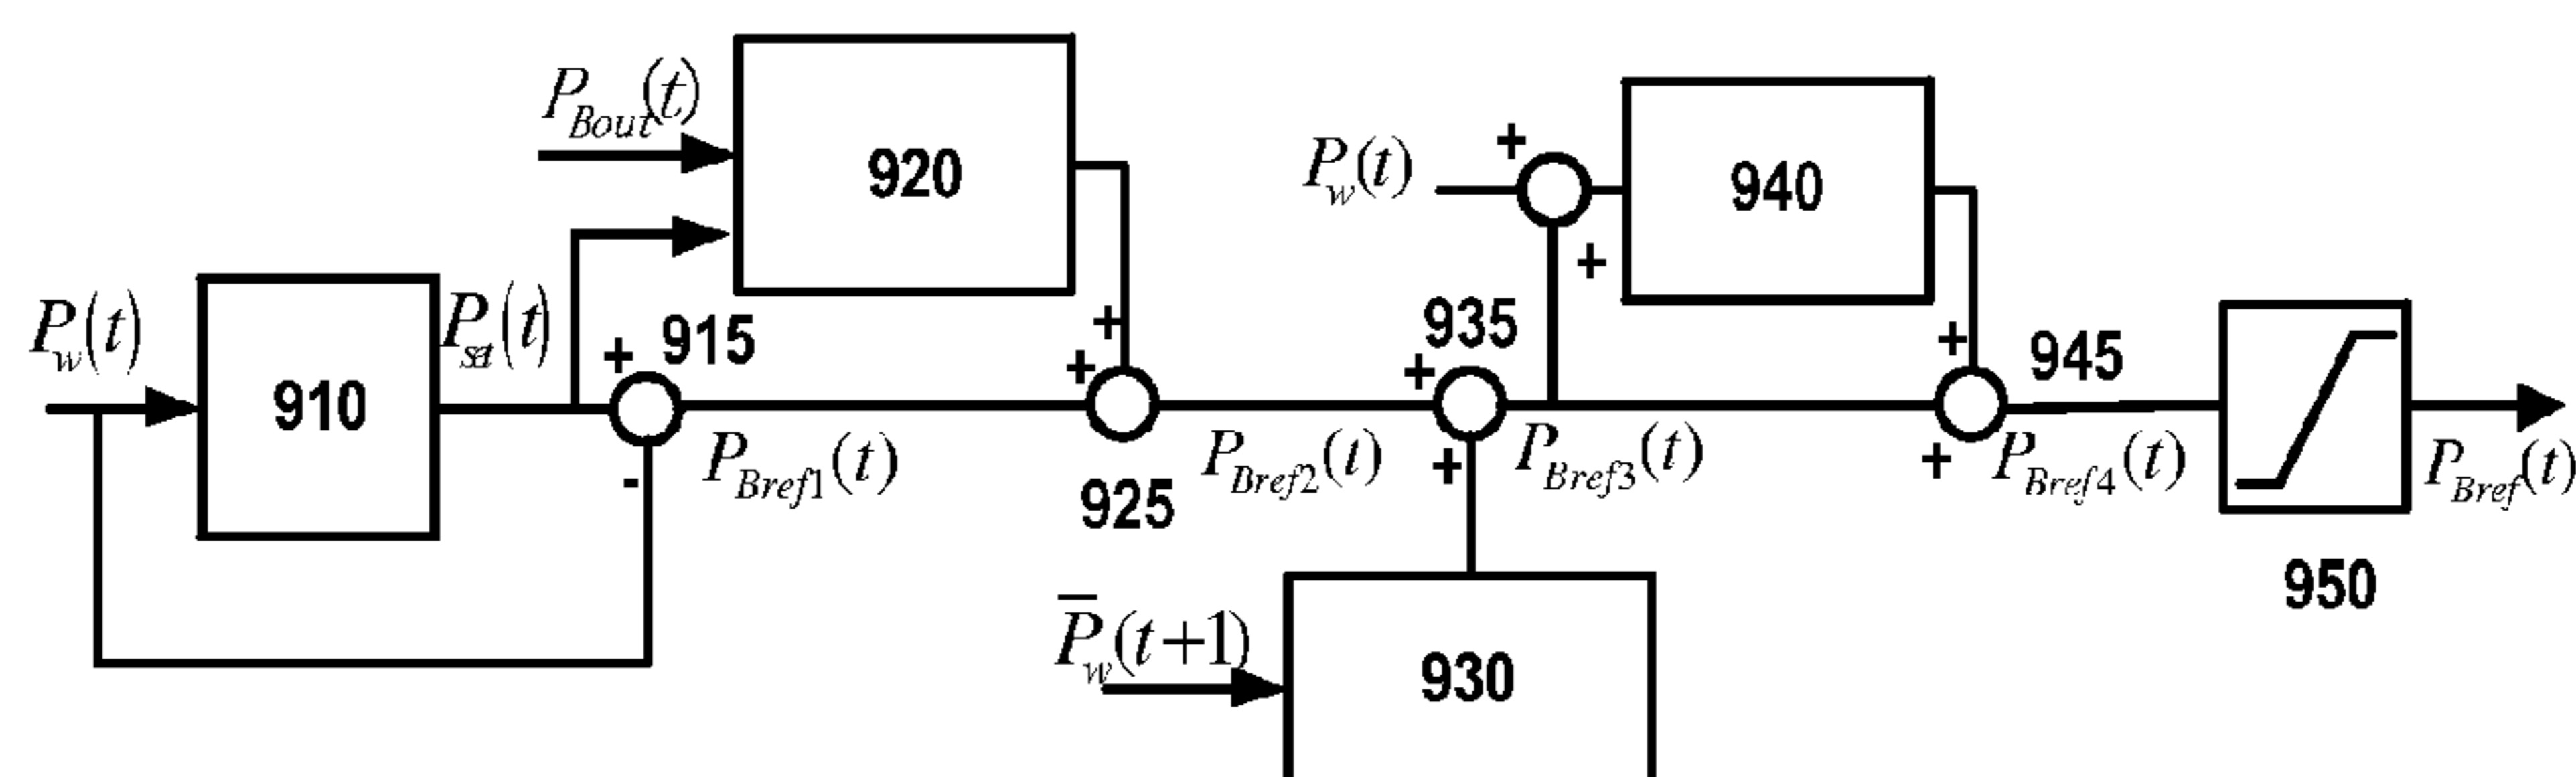 P_Bout(t)
920
P_w(t)
+
940
+
P_w(t)
910
P_set(t)
+
915
-
P_Bref1(t)
+
+
925
P_Bref2(t)
935
+
+
P_Bref3(t)
+
945
+
P_Bref4(t)
P_Bref(t)
950
P̅_w(t+1)
930